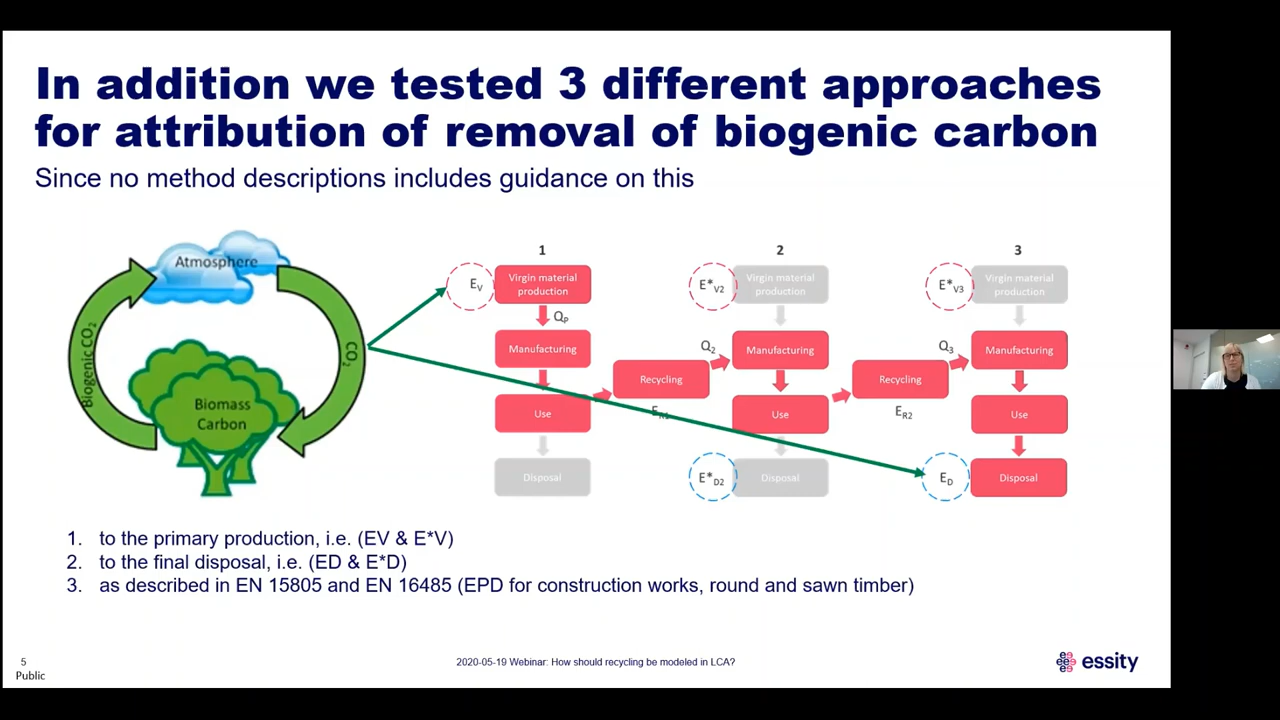 In addition we tested 3 different approaches
for attribution of removal of biogenic carbon
Since no method descriptions includes guidance on this
Atmosphere
Biogenic CO2
CO2
Biomass
Carbon
1
2
3
EV
Virgin material
production
E*V2
Virgin material
production
E*V3
Virgin material
production
QP
Manufacturing
Q2
Manufacturing
Q3
Manufacturing
Recycling
Recycling
Use
ER1
Use
ER2
Use
Disposal
E*D2
Disposal
ED
Disposal
1. to the primary production, i.e. (EV & E*V)
2. to the final disposal, i.e. (ED & E*D)
3. as described in EN 15805 and EN 16485 (EPD for construction works, round and sawn timber)
5
Public
2020-05-19 Webinar: How should recycling be modeled in LCA?
essity